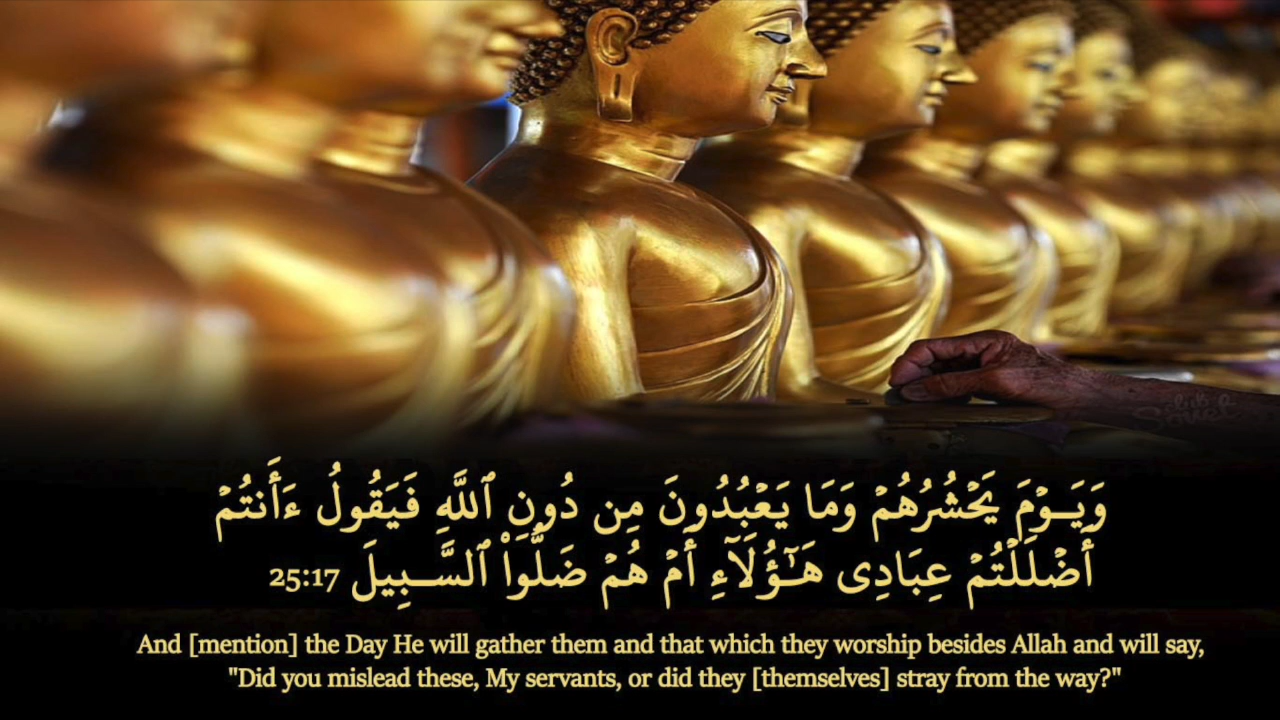 وَيَـوْمَ يَحْشُرُهُمْ وَمَا يَعْبُدُونَ مِن دُونِ ٱللَّهِ فَيَقُولُ ءَأَنتُمْ
أَضْلَلْتُمْ عِبَادِى هَـٰٓؤُلَآءِ أَمْ هُمْ ضَلُّوا۟ ٱلسَّـبِيلَ 25:17
And [mention] the Day He will gather them and that which they worship besides Allah and will say,
"Did you mislead these, My servants, or did they [themselves] stray from the way?"